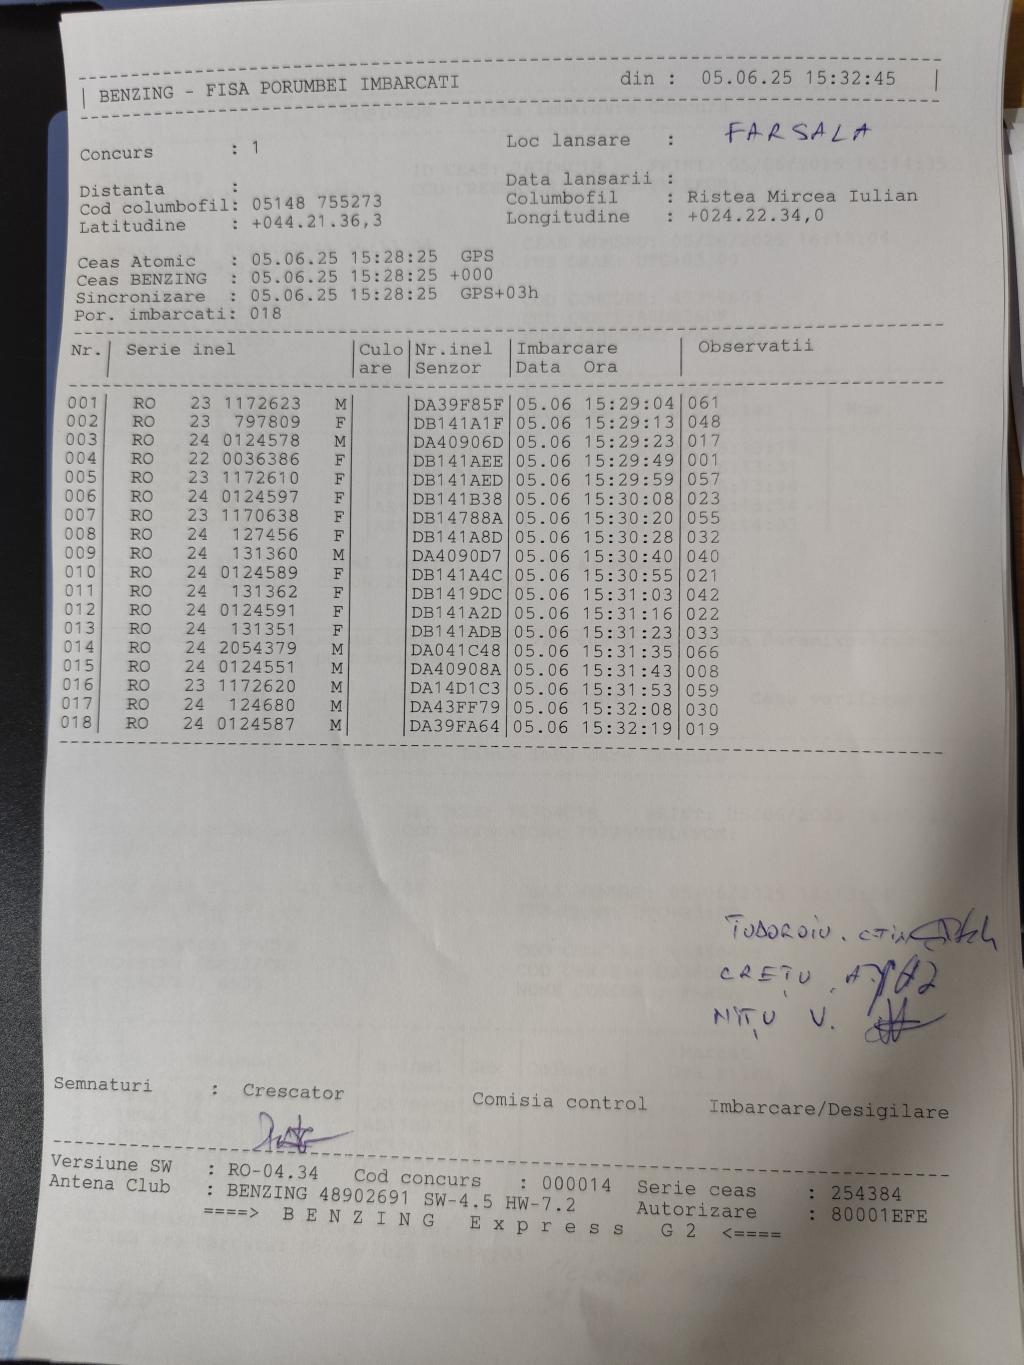 BENZING - FISA PORUMBEI IMBARCATI din : 05.06.25 15:32:45
Concurs : 1 Loc lansare : FARSALA
Distanta : Data lansarii :
Cod columbofil: 05148 755273 Columbofil : Ristea Mircea Iulian
Latitudine : +044.21.36,3 Longitudine : +024.22.34,0
Ceas Atomic : 05.06.25 15:28:25 GPS
Ceas BENZING : 05.06.25 15:28:25 +000
Sincronizare : 05.06.25 15:28:25 GPS+03h
Por. imbarcati: 018
Nr. Serie inel Culo Nr.inel Imbarcare Observatii
are Senzor Data Ora
001 RO 23 1172623 M DA39F85F 05.06 15:29:04 061
002 RO 23 797809 F DB141A1F 05.06 15:29:13 048
003 RO 24 0124578 M DA40906D 05.06 15:29:23 017
004 RO 22 0036386 F DB141AEE 05.06 15:29:49 001
005 RO 23 1172610 F DB141AED 05.06 15:29:59 057
006 RO 24 0124597 F DB141B38 05.06 15:30:08 023
007 RO 23 1170638 F DB14788A 05.06 15:30:20 055
008 RO 24 127456 F DB141A8D 05.06 15:30:28 032
009 RO 24 131360 M DA4090D7 05.06 15:30:40 040
010 RO 24 0124589 F DB141A4C 05.06 15:30:55 021
011 RO 24 131362 F DB1419DC 05.06 15:31:03 042
012 RO 24 0124591 F DB141A2D 05.06 15:31:16 022
013 RO 24 131351 F DB141ADB 05.06 15:31:23 033
014 RO 24 2054379 M DA041C48 05.06 15:31:35 066
015 RO 24 0124551 M DA40908A 05.06 15:31:43 008
016 RO 23 1172620 M DA14D1C3 05.06 15:31:53 059
017 RO 24 124680 M DA43FF79 05.06 15:32:08 030
018 RO 24 0124587 M DA39FA64 05.06 15:32:19 019
TUDOROIU.
CREȚU A.
NIȚU V.
Semnaturi : Crescator Comisia control Imbarcare/Desigilare
Versiune SW : RO-04.34 Cod concurs : 000014 Serie ceas : 254384
Antena Club : BENZING 48902691 SW-4.5 HW-7.2 Autorizare : 80001EFE
====> B E N Z I N G E x p r e s s G 2 <====